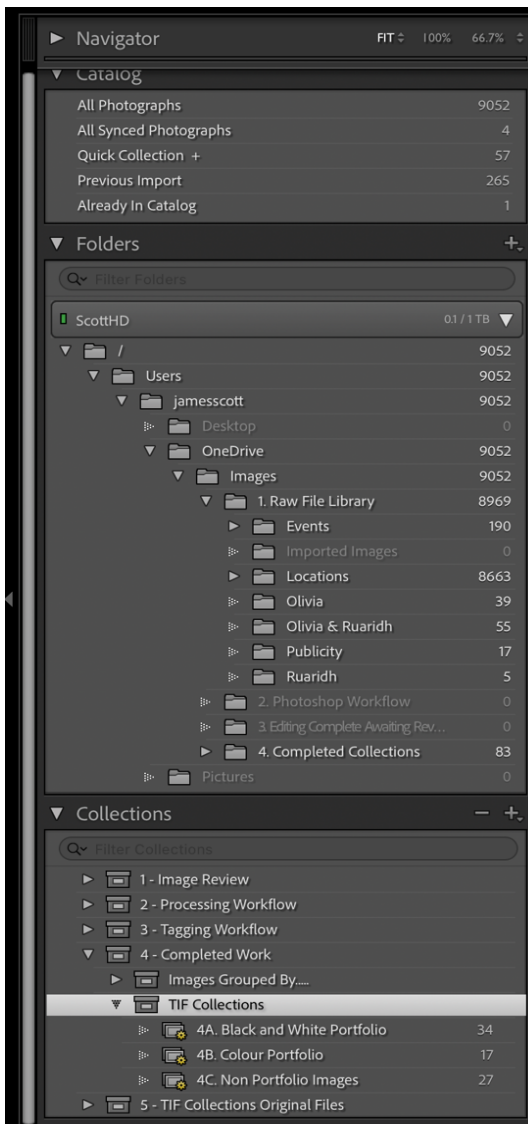 Navigator FIT 100% 66.7%
Catalog
All Photographs 9052
All Synced Photographs 4
Quick Collection + 57
Previous Import 265
Already In Catalog 1
Folders +
Filter Folders
ScottHD 0.1 / 1 TB
/ 9052
Users 9052
jamesscott 9052
Desktop 0
OneDrive 9052
Images 9052
1. Raw File Library 8969
Events 190
Imported Images 0
Locations 8663
Olivia 39
Olivia & Ruaridh 55
Publicity 17
Ruaridh 5
2. Photoshop Workflow 0
3. Editing Complete Awaiting Rev... 0
4. Completed Collections 83
Pictures 0
Collections − +
Filter Collections
1 - Image Review
2 - Processing Workflow
3 - Tagging Workflow
4 - Completed Work
Images Grouped By.....
TIF Collections
4A. Black and White Portfolio 34
4B. Colour Portfolio 17
4C. Non Portfolio Images 27
5 - TIF Collections Original Files